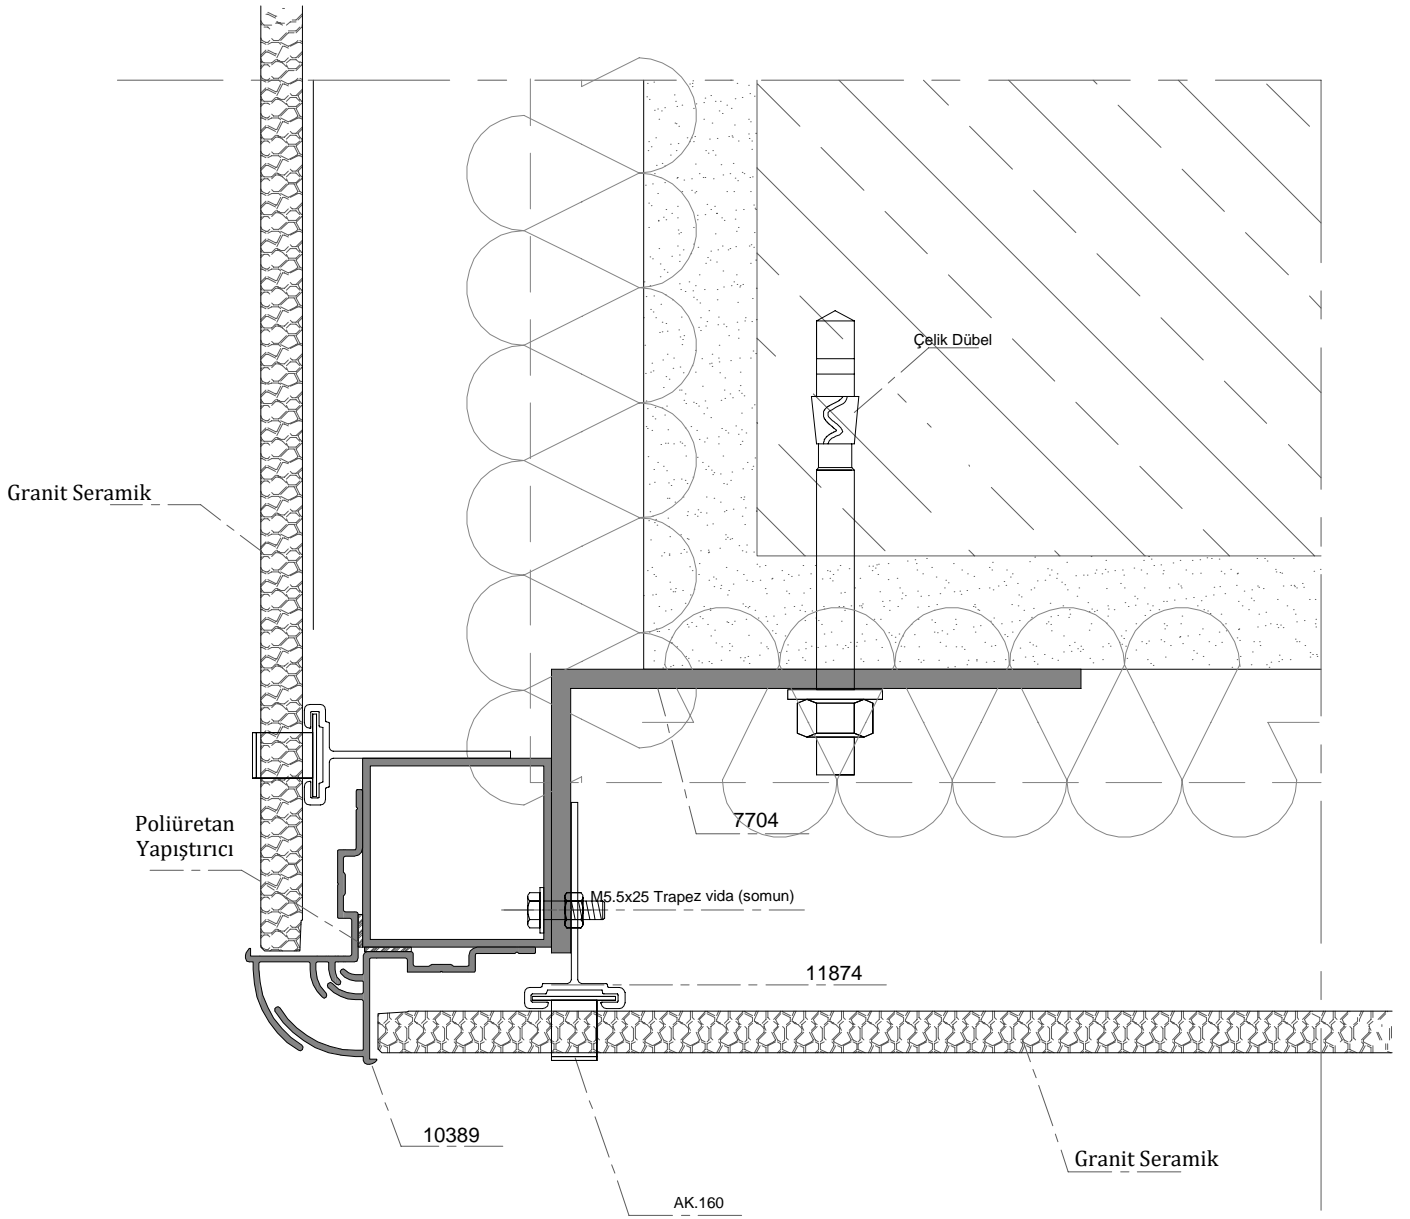 Çelik Dübel
Granit Seramik
Poliüretan
Yapıştırıcı
7704
M5.5x25 Trapez vida (somun)
11874
10389
Granit Seramik
AK.160